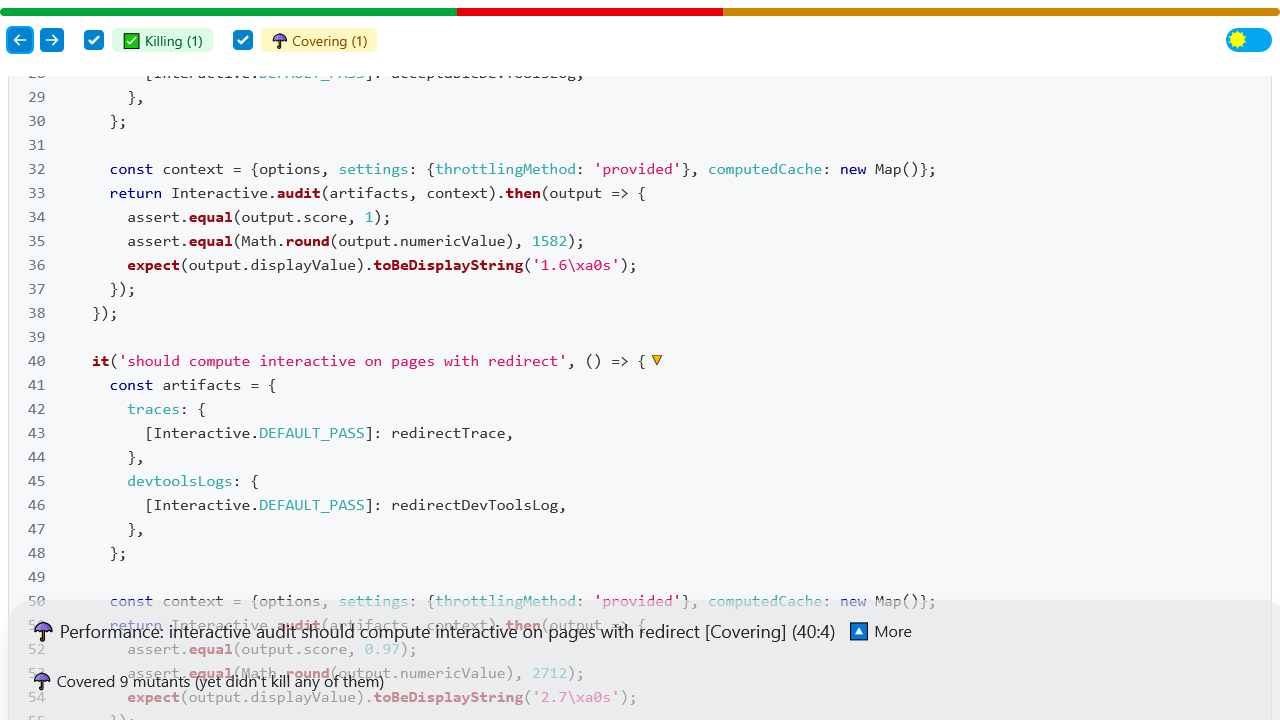 Killing (1)
Covering (1)
28 [Interactive.DEFAULT_PASS]: acceptableDevToolsLog,
29 },
30 };
31
32 const context = {options, settings: {throttlingMethod: 'provided'}, computedCache: new Map()};
33 return Interactive.audit(artifacts, context).then(output => {
34 assert.equal(output.score, 1);
35 assert.equal(Math.round(output.numericValue), 1582);
36 expect(output.displayValue).toBeDisplayString('1.6\xa0s');
37 });
38 });
39
40 it('should compute interactive on pages with redirect', () => {
41 const artifacts = {
42 traces: {
43 [Interactive.DEFAULT_PASS]: redirectTrace,
44 },
45 devtoolsLogs: {
46 [Interactive.DEFAULT_PASS]: redirectDevToolsLog,
47 },
48 };
49
50 const context = {options, settings: {throttlingMethod: 'provided'}, computedCache: new Map()};
51 return Interactive.audit(artifacts, context).then(output => {
Performance: interactive audit should compute interactive on pages with redirect [Covering] (40:4) More
52 assert.equal(output.score, 0.97);
53 assert.equal(Math.round(output.numericValue), 2712);
Covered 9 mutants (yet didn't kill any of them)
54 expect(output.displayValue).toBeDisplayString('2.7\xa0s');
55 });